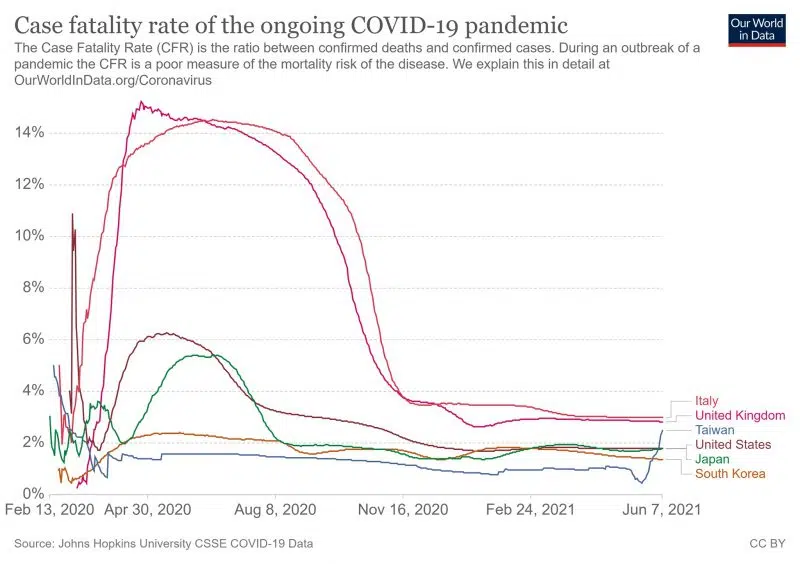 Case fatality rate of the ongoing COVID-19 pandemic
Our World
in Data
The Case Fatality Rate (CFR) is the ratio between confirmed deaths and confirmed cases. During an outbreak of a
pandemic the CFR is a poor measure of the mortality risk of the disease. We explain this in detail at
OurWorldInData.org/Coronavirus
14%
12%
10%
8%
6%
4%
2%
0%
Italy
United Kingdom
Taiwan
United States
Japan
South Korea
Feb 13, 2020 Apr 30, 2020 Aug 8, 2020 Nov 16, 2020 Feb 24, 2021 Jun 7, 2021
Source: Johns Hopkins University CSSE COVID-19 Data CC BY